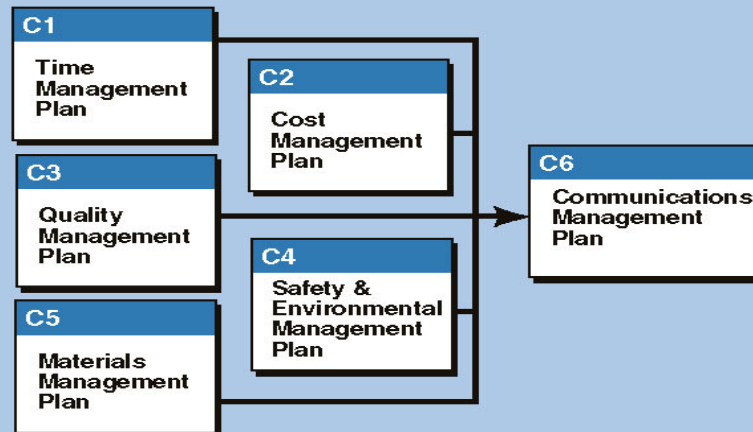 C1
Time
Management
Plan
C2
Cost
Management
Plan
C3
Quality
Management
Plan
C4
Safety &
Environmental
Management
Plan
C5
Materials
Management
Plan
C6
Communications
Management
Plan